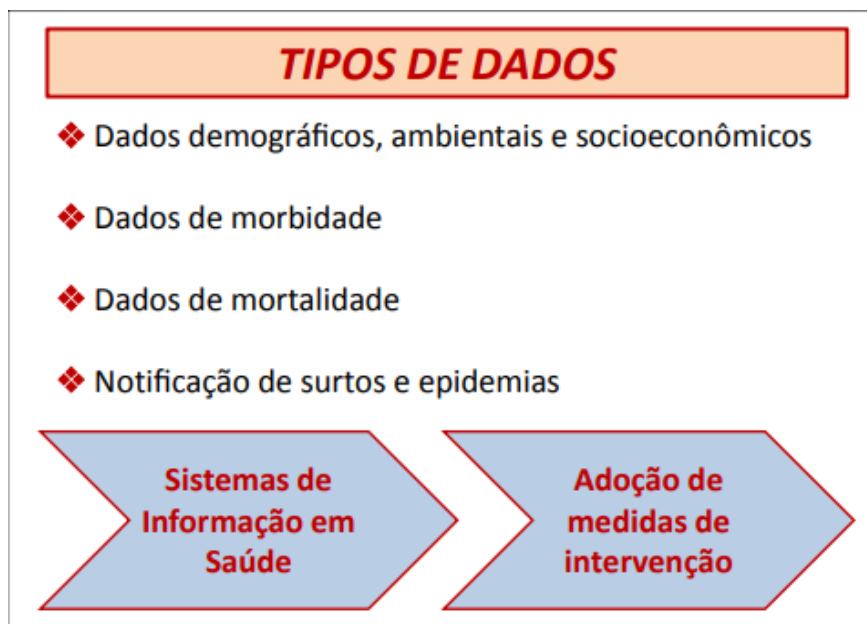 TIPOS DE DADOS
Dados demográficos, ambientais e socioeconômicos
Dados de morbidade
Dados de mortalidade
Notificação de surtos e epidemias
Sistemas de
Informação em
Saúde
Adoção de
medidas de
intervenção